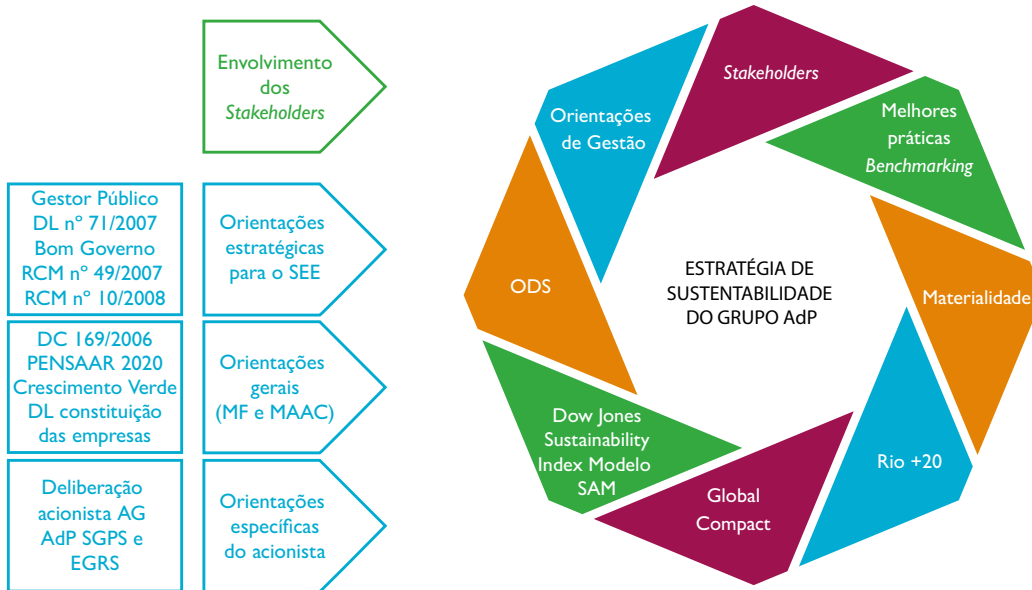 Envolvimento
dos
Stakeholders
Gestor Público
DL nº 71/2007
Bom Governo
RCM nº 49/2007
RCM nº 10/2008
Orientações
estratégicas
para o SEE
DC 169/2006
PENSAAR 2020
Crescimento Verde
DL constituição
das empresas
Orientações
gerais
(MF e MAAC)
Deliberação
acionista AG
AdP SGPS e
EGRS
Orientações
específicas
do acionista
Stakeholders
Melhores
práticas
Benchmarking
Materialidade
Rio +20
Global
Compact
Dow Jones
Sustainability
Index Modelo
SAM
ODS
Orientações
de Gestão
ESTRATÉGIA DE
SUSTENTABILIDADE
DO GRUPO AdP